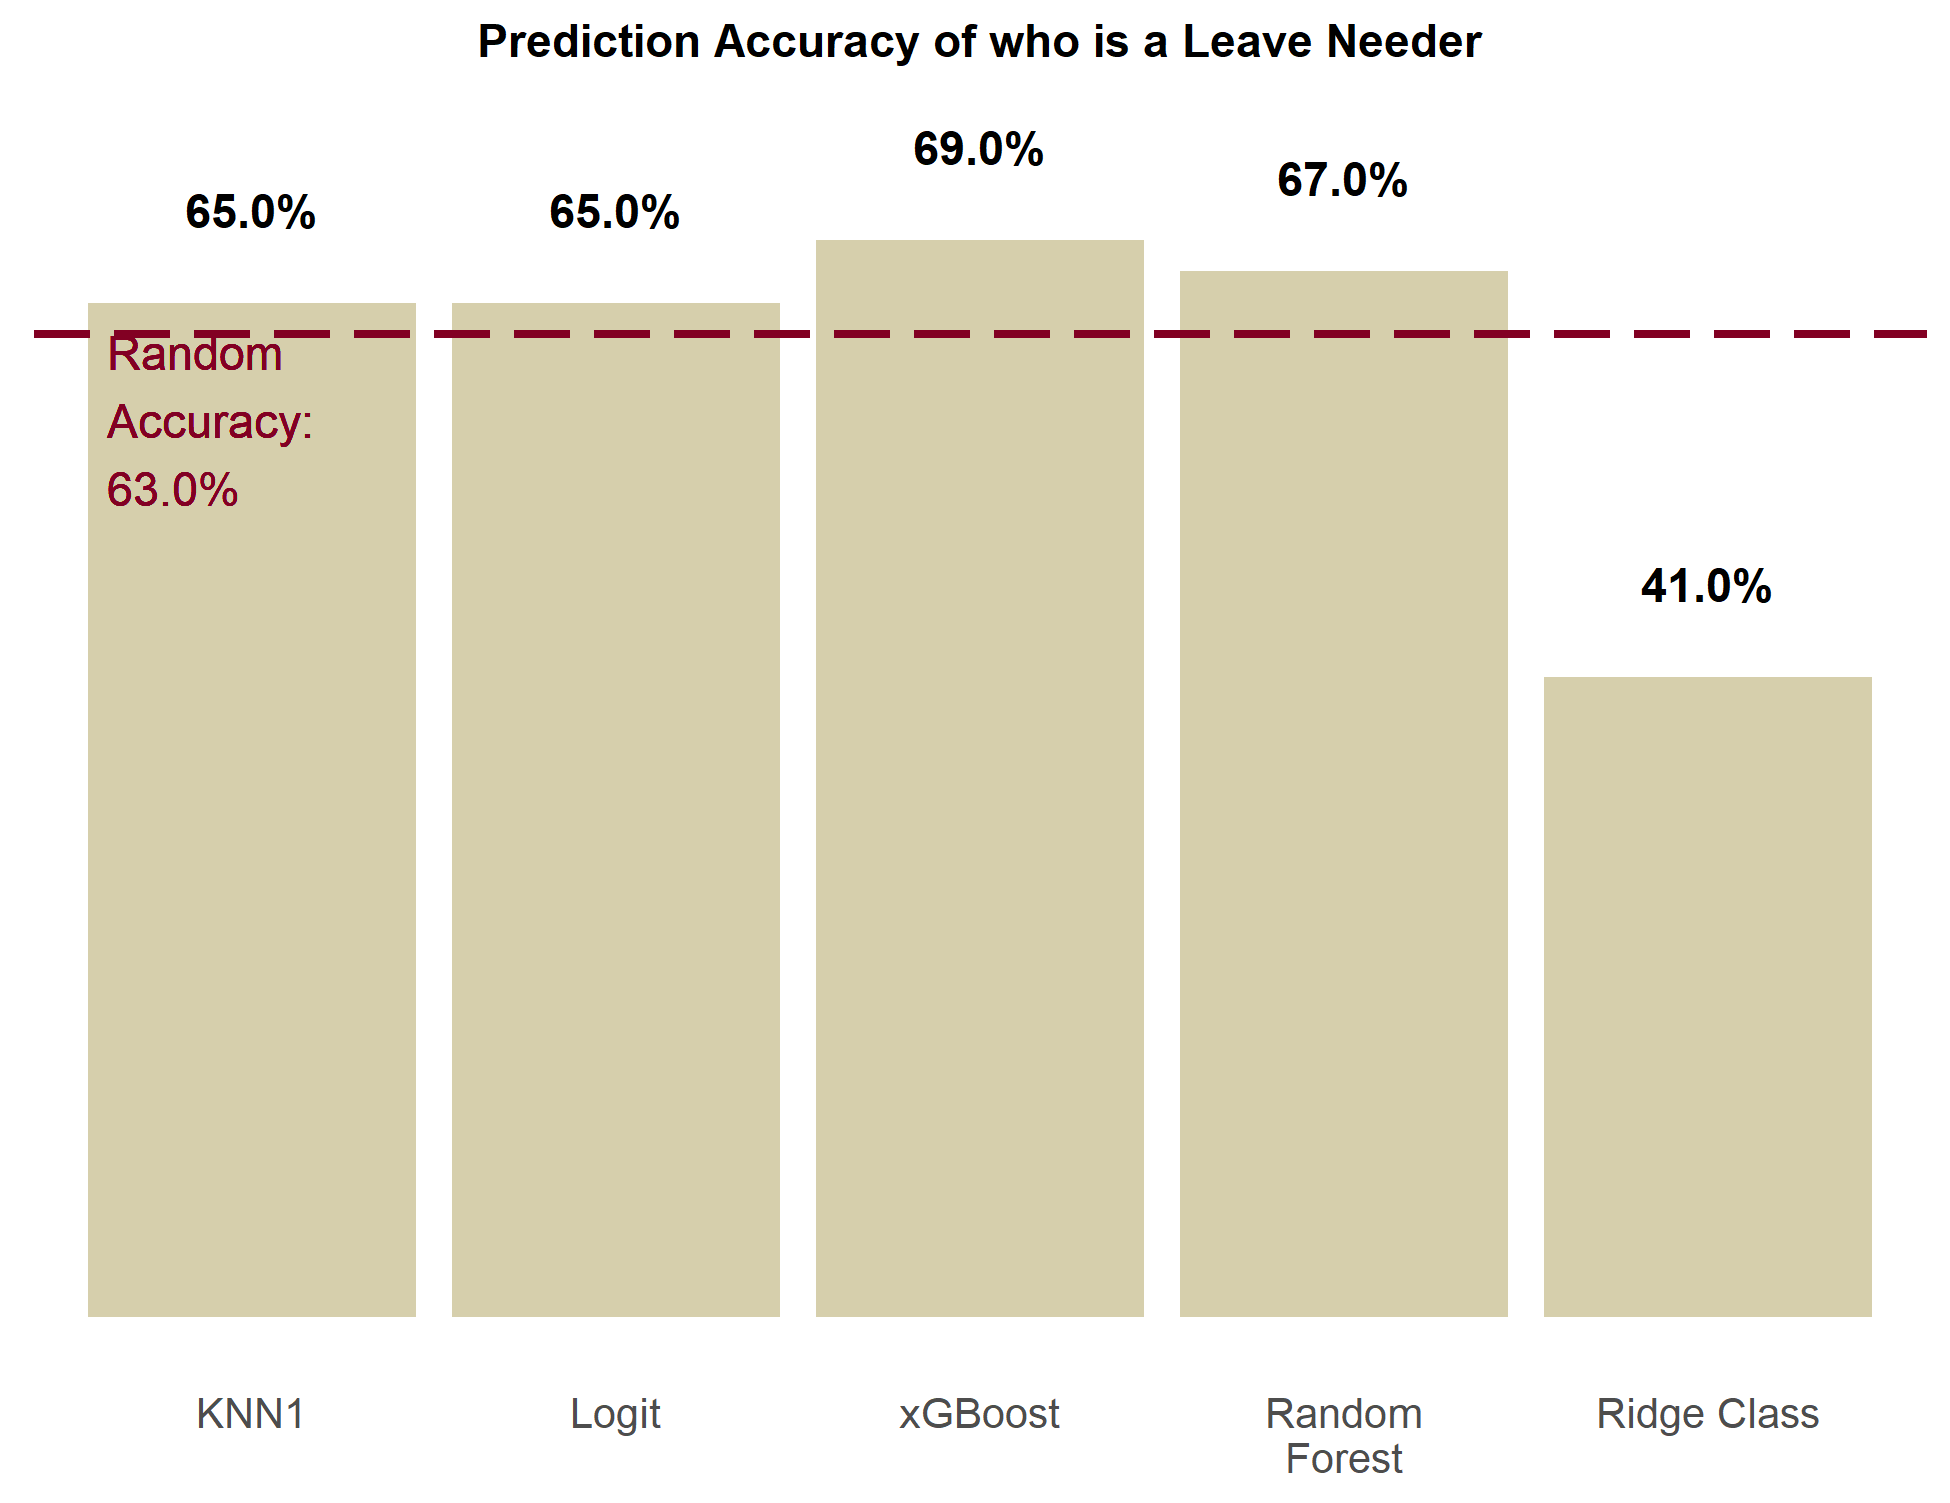 Prediction Accuracy of who is a Leave Needer
69.0%
67.0%
65.0%
65.0%
Random
Accuracy:
63.0%
41.0%
KNN1
Logit
xGBoost
Random
Forest
Ridge Class